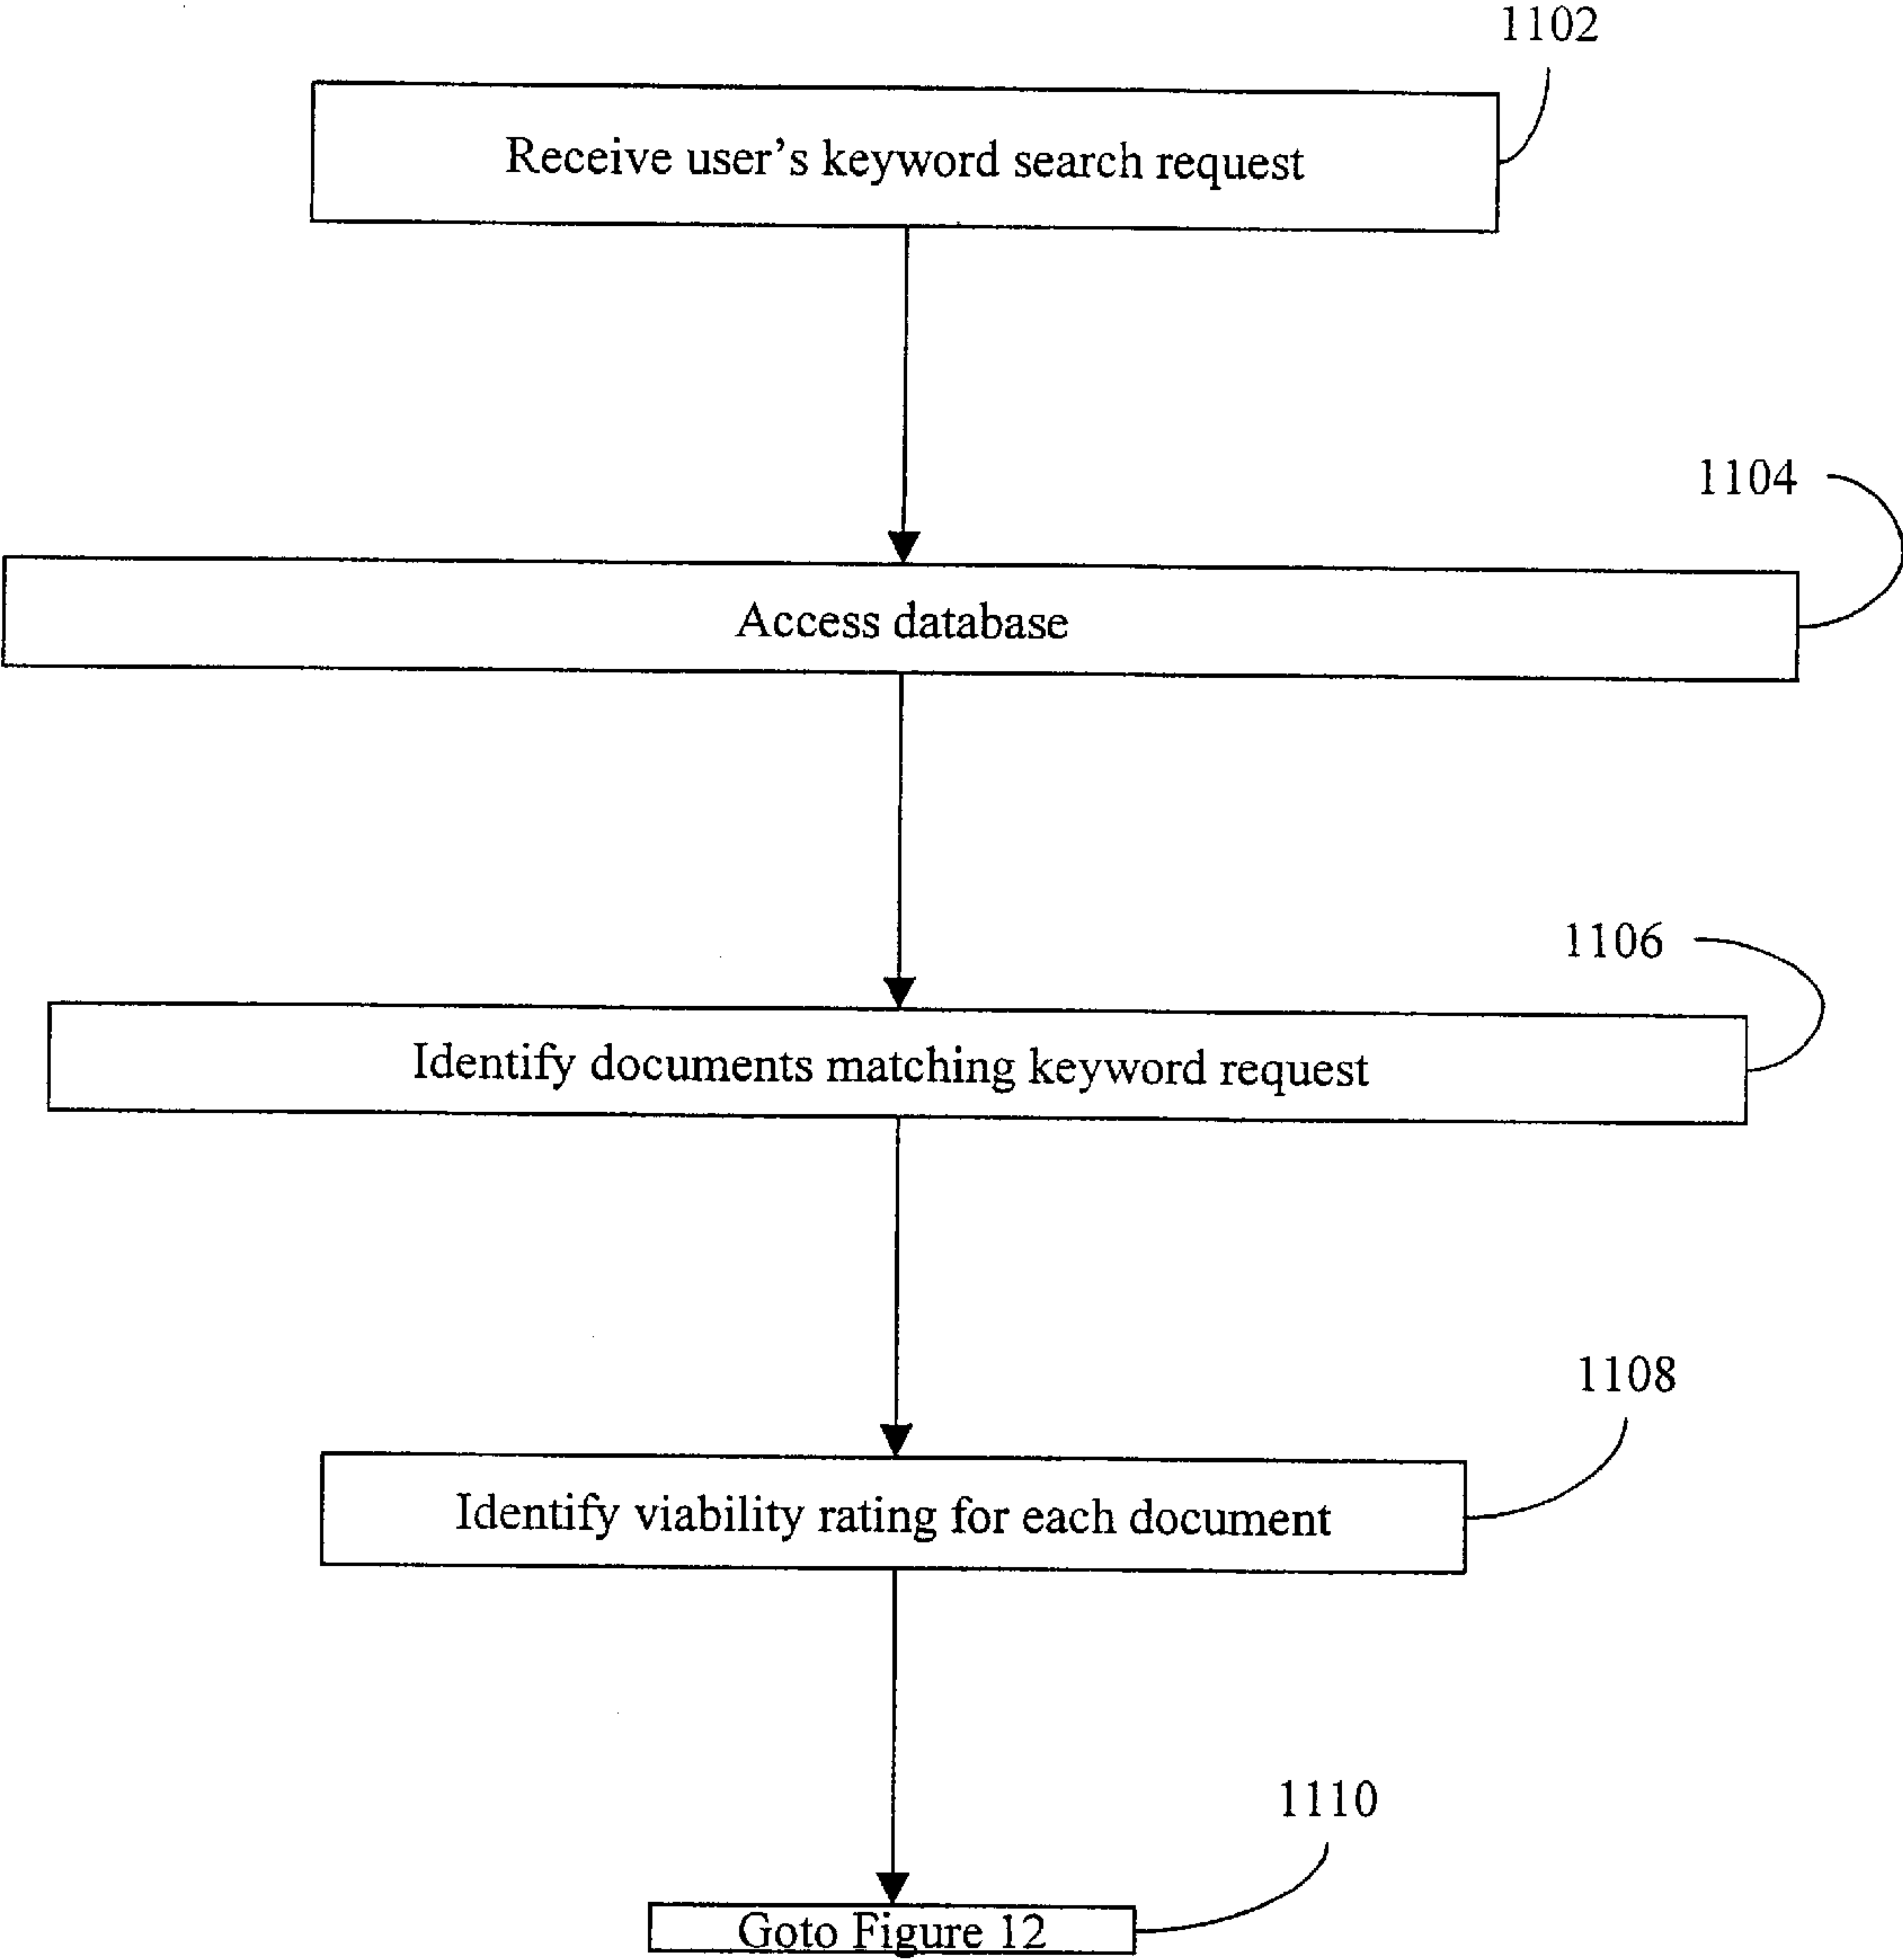 1102
Receive user’s keyword search request
1104
Access database
1106
Identify documents matching keyword request
1108
Identify viability rating for each document
1110
Goto Figure 12